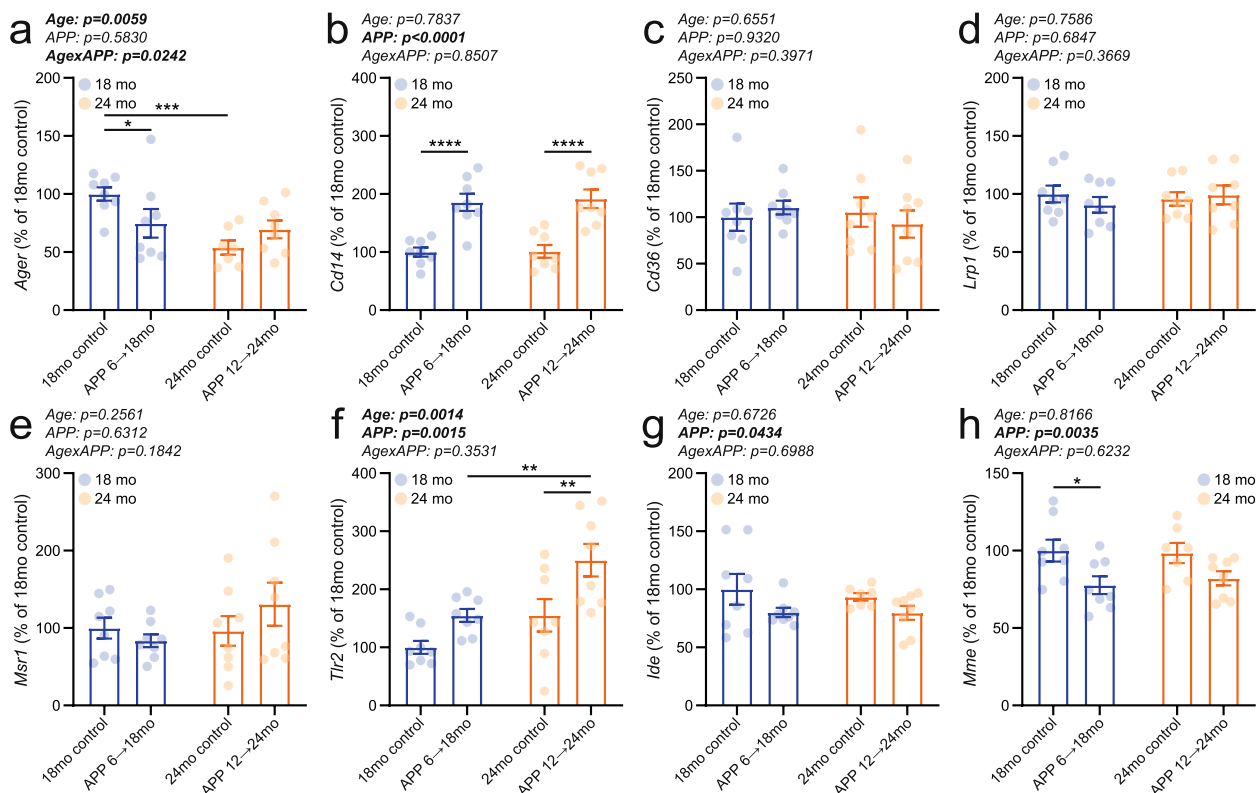 a
Age: p=0.0059
APP: p=0.5830
AgexAPP: p=0.0242
Ager (% of 18mo control)
200
150
100
50
0
18 mo
24 mo
***
*
18mo control
APP 6→18mo
24mo control
APP 12→24mo
b
Age: p=0.7837
APP: p<0.0001
AgexAPP: p=0.8507
Cd14 (% of 18mo control)
400
300
200
100
0
18 mo
24 mo
****
****
18mo control
APP 6→18mo
24mo control
APP 12→24mo
c
Age: p=0.6551
APP: p=0.9320
AgexAPP: p=0.3971
Cd36 (% of 18mo control)
250
200
150
100
50
0
18 mo
24 mo
18mo control
APP 6→18mo
24mo control
APP 12→24mo
d
Age: p=0.7586
APP: p=0.6847
AgexAPP: p=0.3669
Lrp1 (% of 18mo control)
200
150
100
50
0
18 mo
24 mo
18mo control
APP 6→18mo
24mo control
APP 12→24mo
e
Age: p=0.2561
APP: p=0.6312
AgexAPP: p=0.1842
Msr1 (% of 18mo control)
300
200
100
0
18 mo
24 mo
18mo control
APP 6→18mo
24mo control
APP 12→24mo
f
Age: p=0.0014
APP: p=0.0015
AgexAPP: p=0.3531
Tlr2 (% of 18mo control)
400
300
200
100
0
18 mo
24 mo
**
**
18mo control
APP 6→18mo
24mo control
APP 12→24mo
g
Age: p=0.6726
APP: p=0.0434
AgexAPP: p=0.6988
Ide (% of 18mo control)
200
150
100
50
0
18 mo
24 mo
18mo control
APP 6→18mo
24mo control
APP 12→24mo
h
Age: p=0.8166
APP: p=0.0035
AgexAPP: p=0.6232
Mme (% of 18mo control)
150
100
50
0
18 mo
24 mo
*
18mo control
APP 6→18mo
24mo control
APP 12→24mo